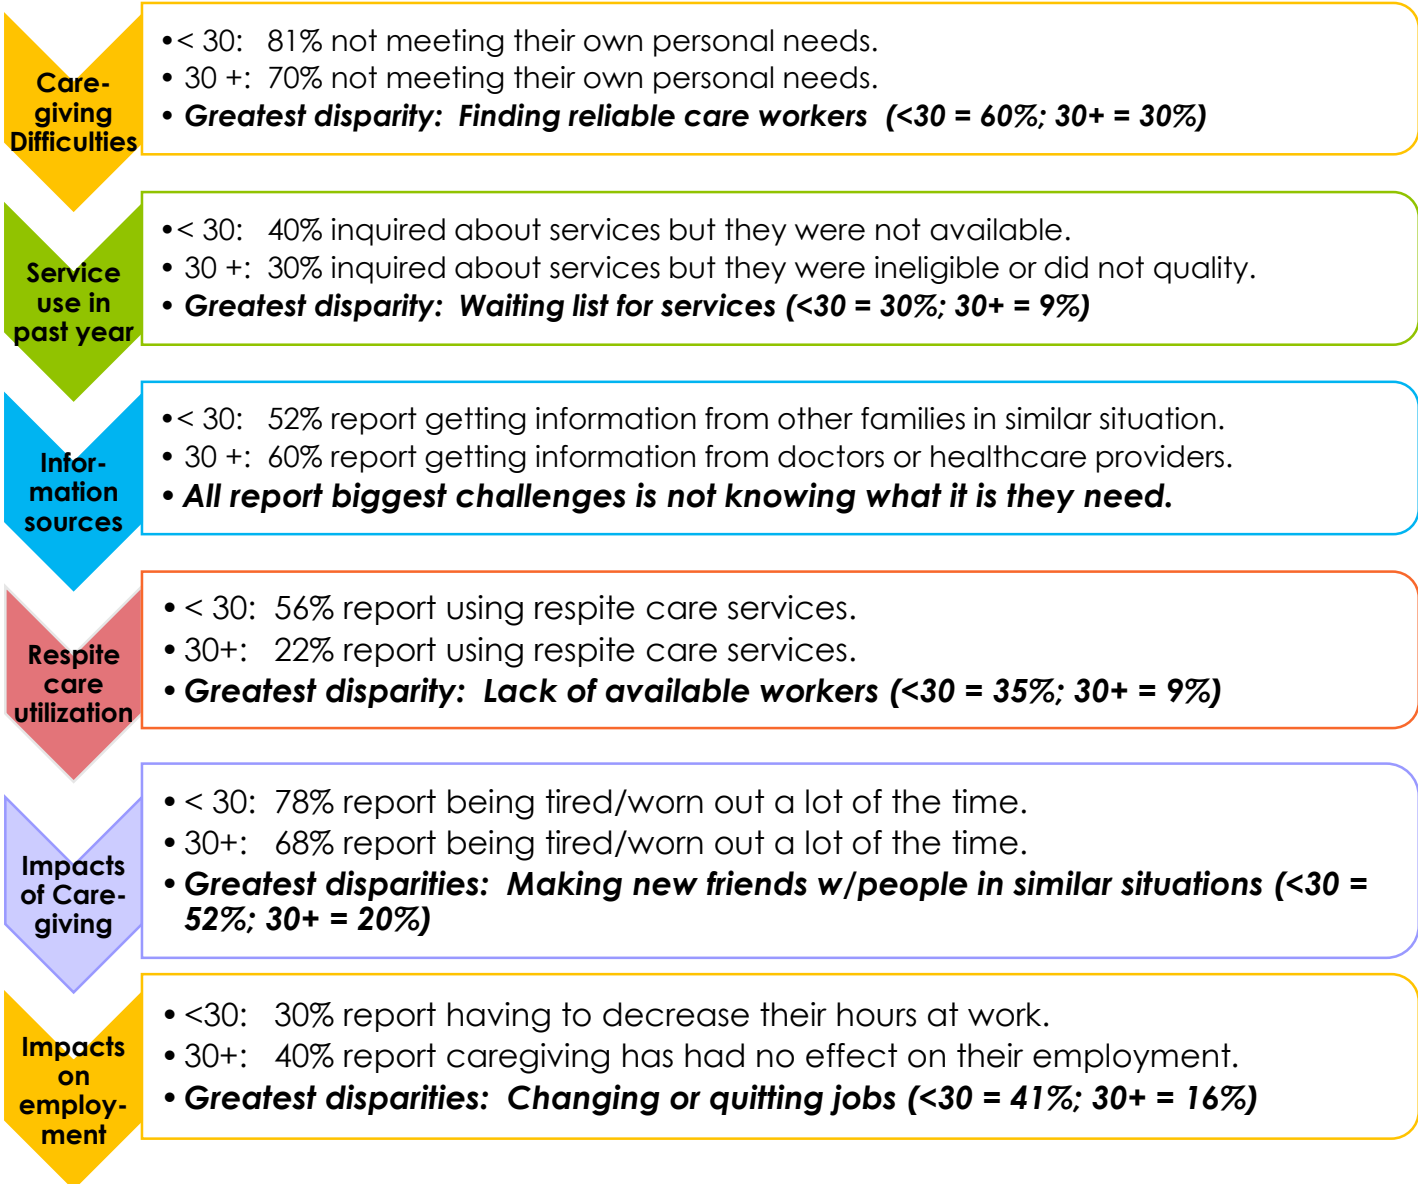 Care-
giving
Difficulties
•< 30:   81% not meeting their own personal needs.
• 30 +:  70% not meeting their own personal needs.
• Greatest disparity:  Finding reliable care workers  (<30 = 60%; 30+ = 30%)
Service
use in
past year
•< 30:   40% inquired about services but they were not available.
• 30 +:  30% inquired about services but they were ineligible or did not quality.
• Greatest disparity:  Waiting list for services (<30 = 30%; 30+ = 9%)
Infor-
mation
sources
•< 30:   52% report getting information from other families in similar situation.
• 30 +:  60% report getting information from doctors or healthcare providers.
• All report biggest challenges is not knowing what it is they need.
Respite
care
utilization
• < 30:  56% report using respite care services.
• 30+:   22% report using respite care services.
• Greatest disparity:  Lack of available workers (<30 = 35%; 30+ = 9%)
Impacts
of Care-
giving
• < 30:  78% report being tired/worn out a lot of the time.
• 30+:   68% report being tired/worn out a lot of the time.
• Greatest disparities:  Making new friends w/people in similar situations (<30 =
52%; 30+ = 20%)
Impacts
on
employ-
ment
• <30:   30% report having to decrease their hours at work.
• 30+:   40% report caregiving has had no effect on their employment.
• Greatest disparities:  Changing or quitting jobs (<30 = 41%; 30+ = 16%)